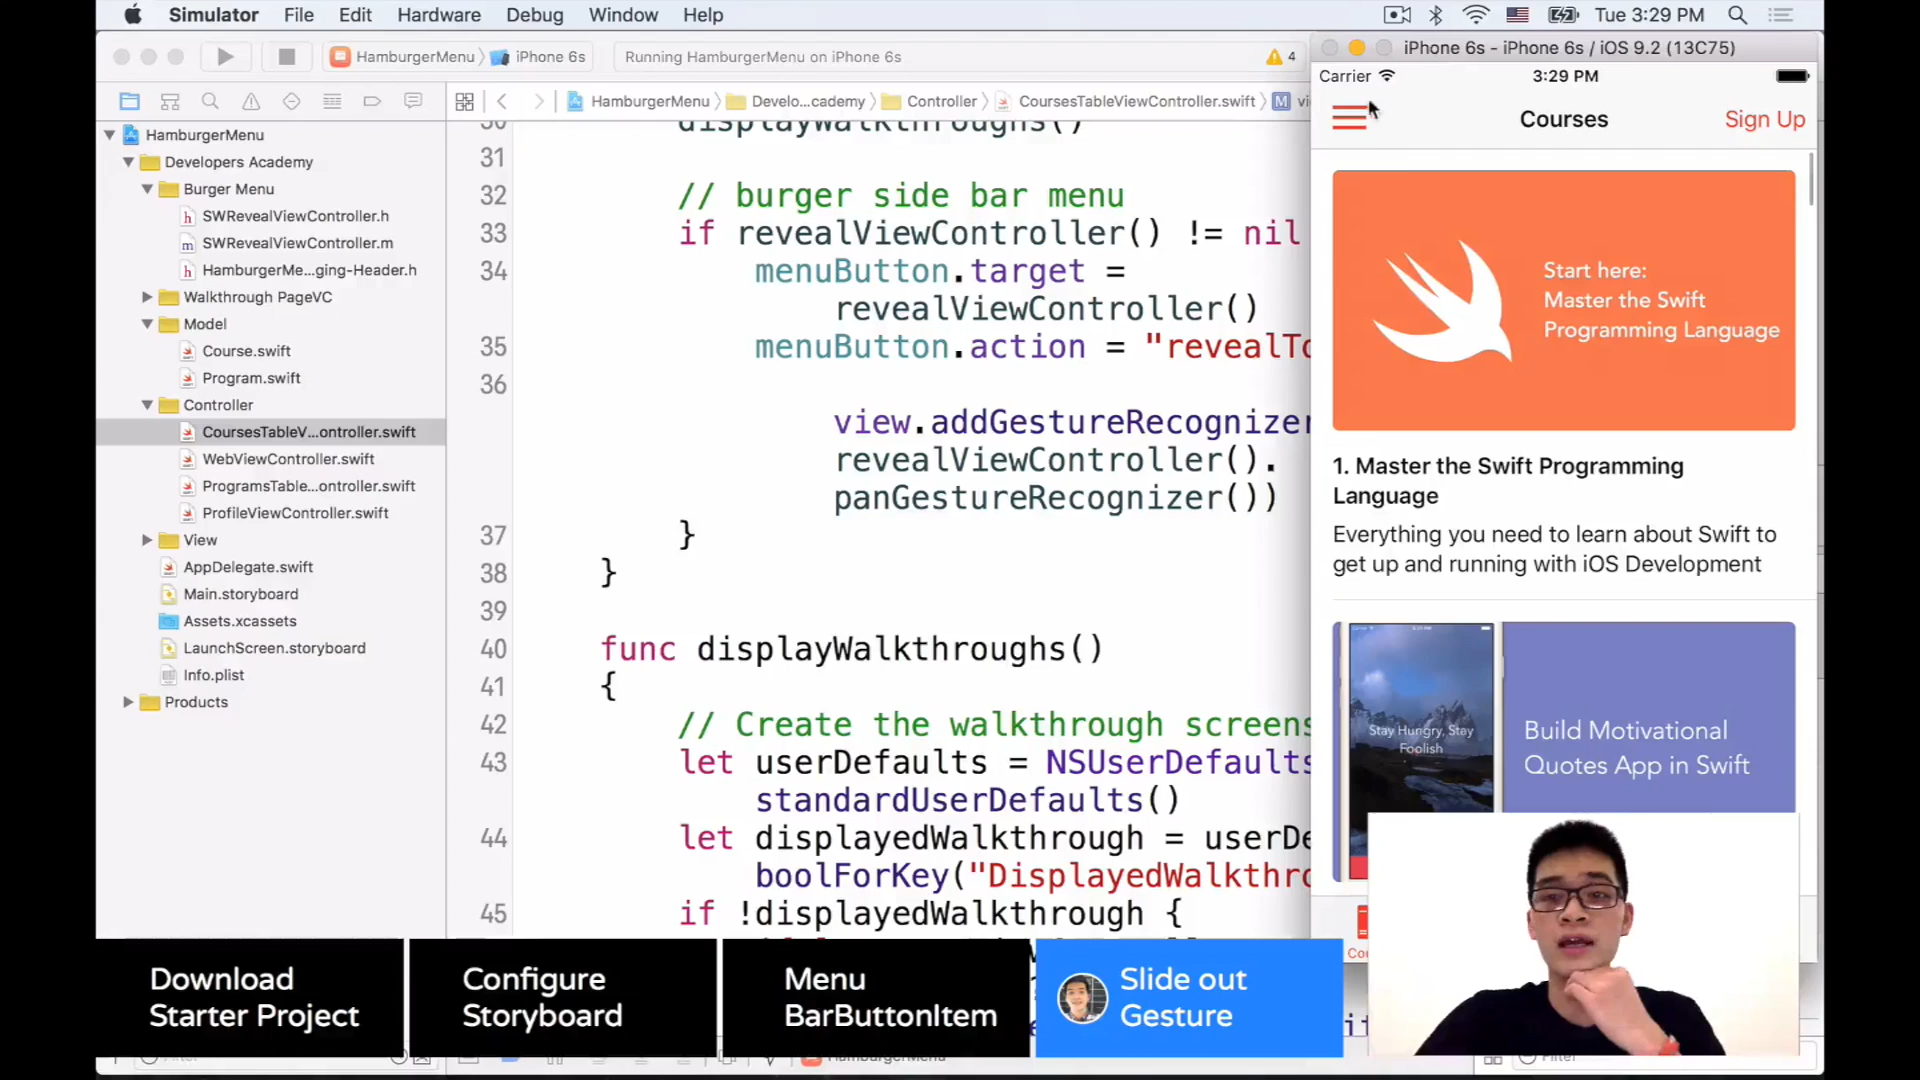 Simulator File Edit Hardware Debug Window Help Tue 3:29 PM
HamburgerMenu iPhone 6s Running HamburgerMenu on iPhone 6s 4
iPhone 6s - iPhone 6s / iOS 9.2 (13C75)
HamburgerMenu Develo...cademy Controller CoursesTableViewController.swift M
HamburgerMenu
Developers Academy
Burger Menu
h SWRevealViewController.h
m SWRevealViewController.m
h HamburgerMe...ging-Header.h
Walkthrough PageVC
Model
Course.swift
Program.swift
Controller
CoursesTableV...ontroller.swift
WebViewController.swift
ProgramsTable...ontroller.swift
ProfileViewController.swift
View
AppDelegate.swift
Main.storyboard
Assets.xcassets
LaunchScreen.storyboard
Info.plist
Products
30 displayWalkthroughs()
31
32 // burger side bar menu
33 if revealViewController() != nil
34 menuButton.target =
revealViewController()
35 menuButton.action = "revealTo
36
view.addGestureRecognizer
revealViewController().
panGestureRecognizer())
37 }
38 }
39
40 func displayWalkthroughs()
41 {
42 // Create the walkthrough screens
43 let userDefaults = NSUserDefaults
standardUserDefaults()
44 let displayedWalkthrough = userDe
boolForKey("DisplayedWalkthro
45 if !displayedWalkthrough {
Carrier 3:29 PM
Courses Sign Up
Start here:
Master the Swift
Programming Language
1. Master the Swift Programming
Language
Everything you need to learn about Swift to
get up and running with iOS Development
Stay Hungry, Stay
Foolish
Build Motivational
Quotes App in Swift
Download
Starter Project
Configure
Storyboard
Menu
BarButtonItem
Slide out
Gesture
HamburgerMenu
Filter